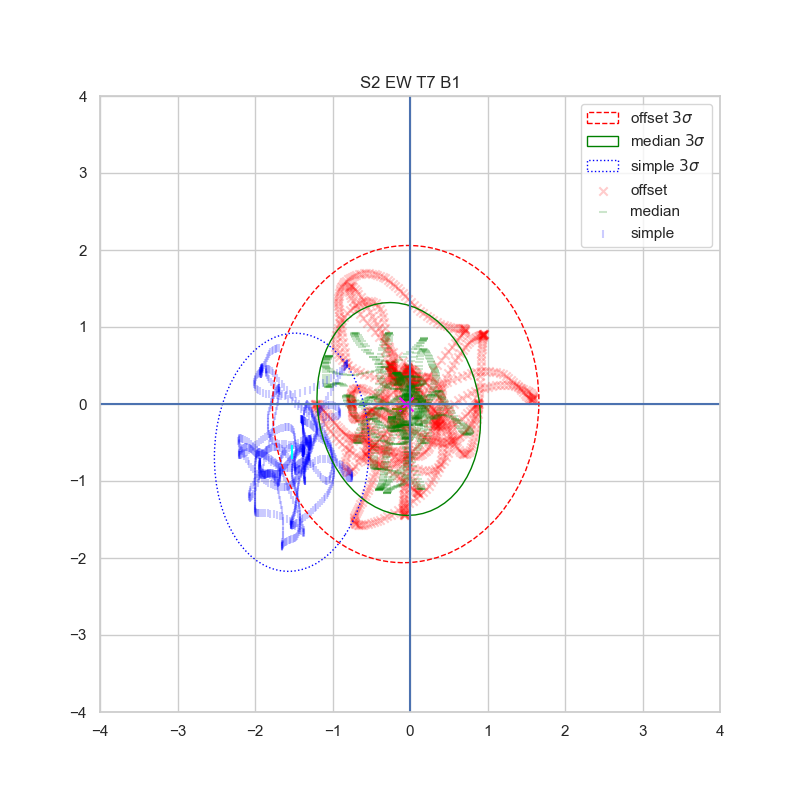 S2 EW T7 B1
offset 3σ
median 3σ
simple 3σ
offset
median
simple
4
3
2
1
0
−1
−2
−3
−4
−4 −3 −2 −1 0 1 2 3 4